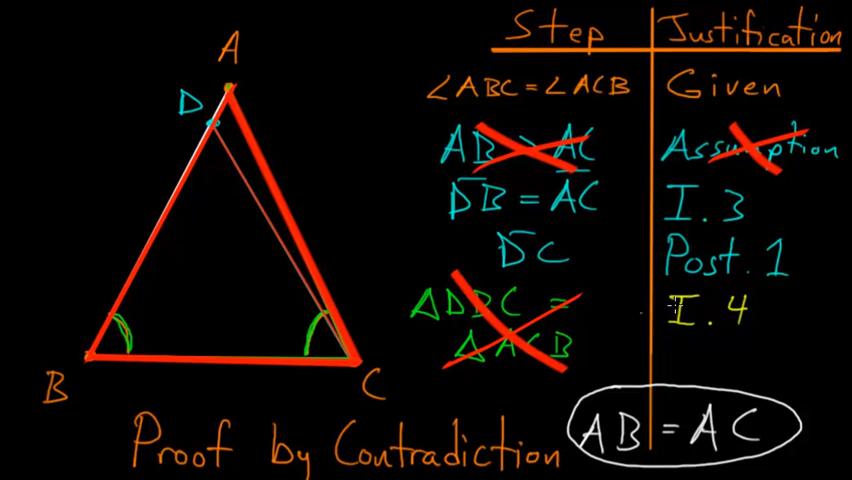 A
D
B
C
Step
Justification
∠ABC = ∠ACB
Given
AB > AC
Assumption
DB = AC
I.3
DC
Post. 1
ΔDBC =
ΔACB
I.4
AB = AC
Proof by Contradiction